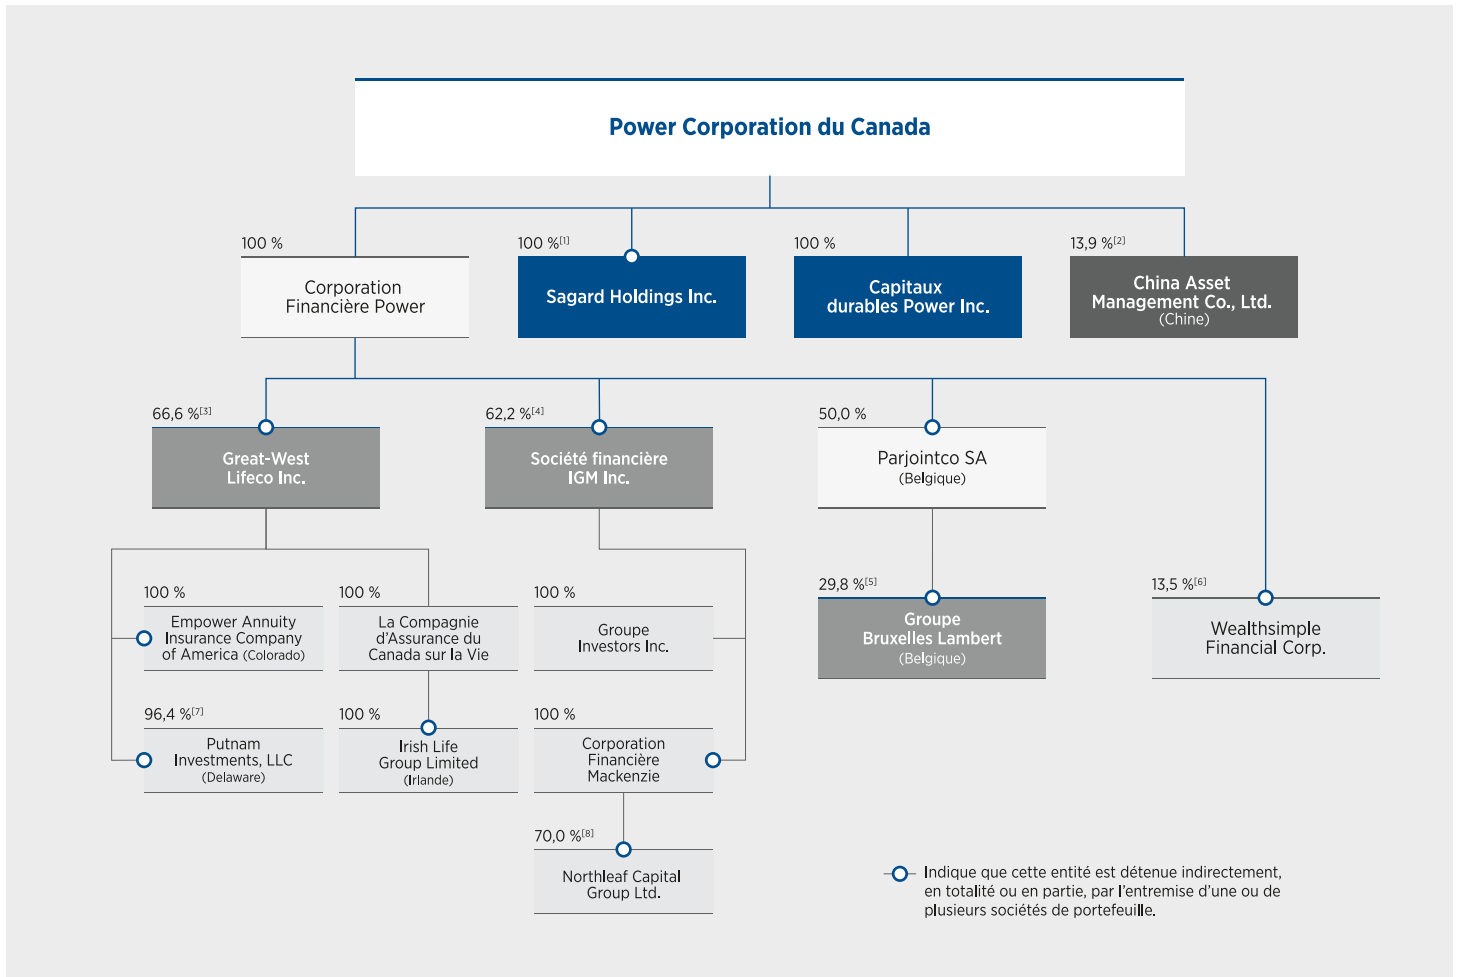 Power Corporation du Canada
100 %
Corporation
Financière Power
100 %[1]
Sagard Holdings Inc.
100 %
Capitaux
durables Power Inc.
13,9 %[2]
China Asset
Management Co., Ltd.
(Chine)
66,6 %[3]
Great-West
Lifeco Inc.
62,2 %[4]
Société financière
IGM Inc.
50,0 %
Parjointco SA
(Belgique)
100 %
Empower Annuity
Insurance Company
of America (Colorado)
100 %
La Compagnie
d’Assurance du
Canada sur la Vie
100 %
Groupe
Investors Inc.
29,8 %[5]
Groupe
Bruxelles Lambert
(Belgique)
13,5 %[6]
Wealthsimple
Financial Corp.
96,4 %[7]
Putnam
Investments, LLC
(Delaware)
100 %
Irish Life
Group Limited
(Irlande)
100 %
Corporation
Financière
Mackenzie
70,0 %[8]
Northleaf Capital
Group Ltd.
Indique que cette entité est détenue indirectement,
en totalité ou en partie, par l’entremise d’une ou de
plusieurs sociétés de portefeuille.